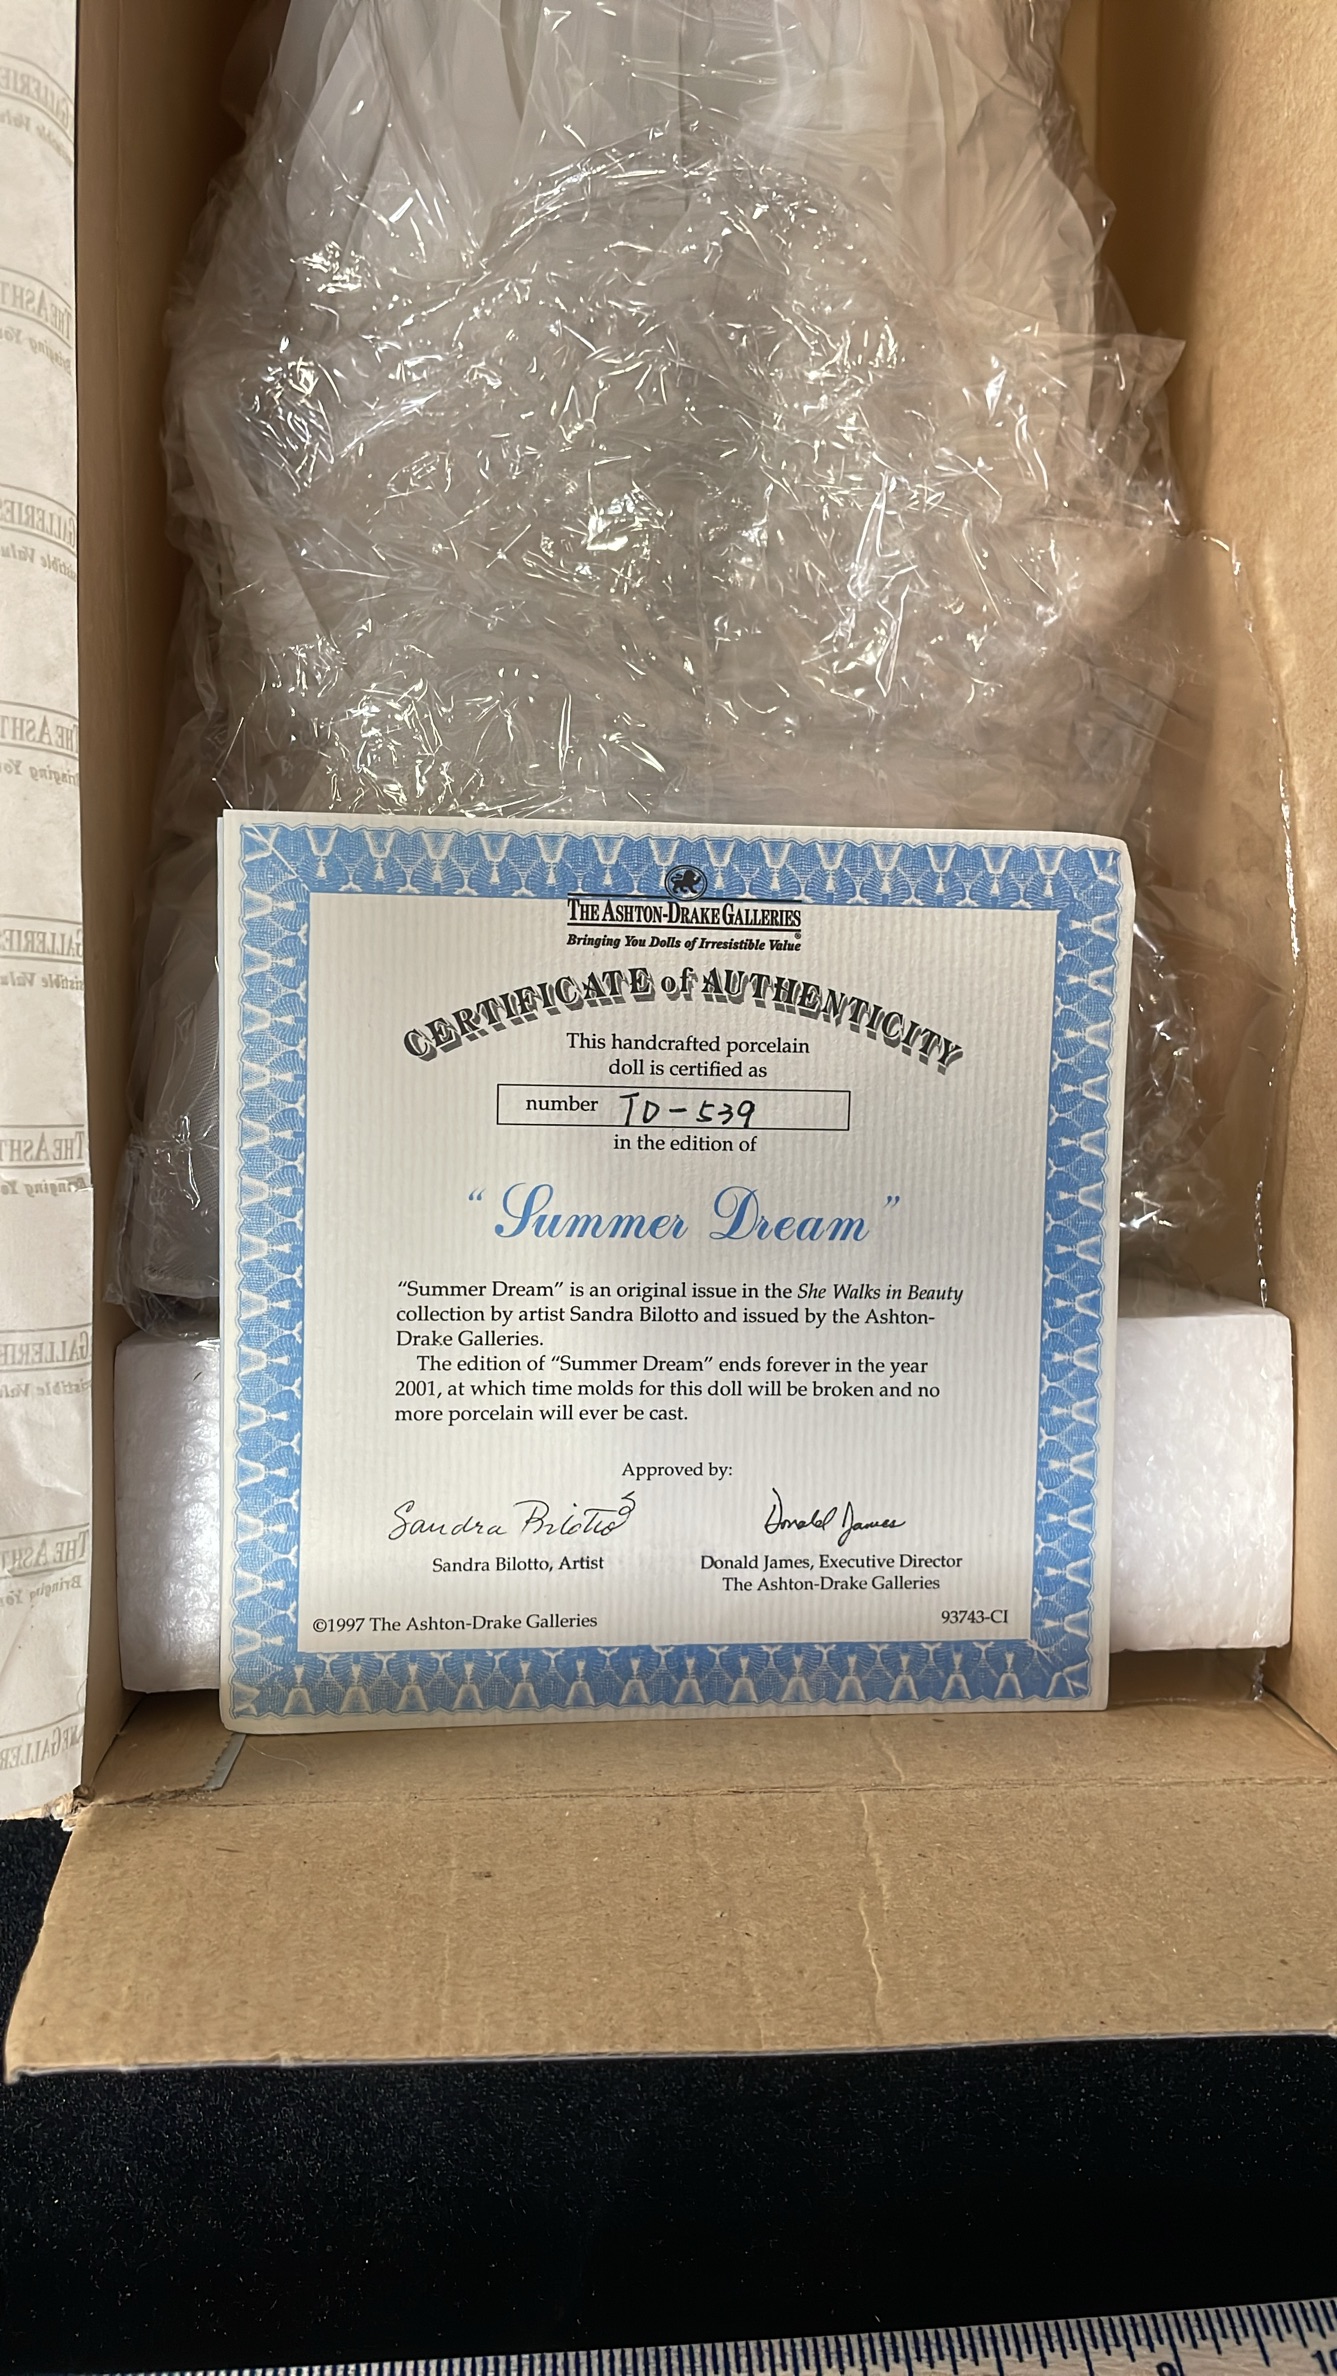 THE ASHTON-DRAKE GALLERIES
Bringing You Dolls of Irresistible Value®
CERTIFICATE of AUTHENTICITY
This handcrafted porcelain
doll is certified as
number TD-539
in the edition of
“Summer Dream”
“Summer Dream” is an original issue in the She Walks in Beauty
collection by artist Sandra Bilotto and issued by the Ashton-
Drake Galleries.
The edition of “Summer Dream” ends forever in the year
2001, at which time molds for this doll will be broken and no
more porcelain will ever be cast.
Approved by:
Sandra Bilotto Donald James
Sandra Bilotto, Artist Donald James, Executive Director
The Ashton-Drake Galleries
©1997 The Ashton-Drake Galleries 93743-CI